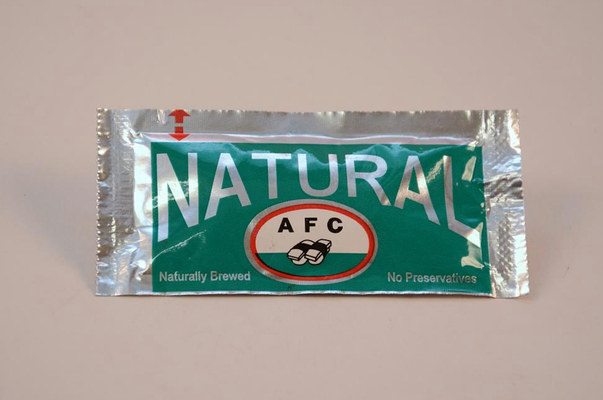 NATURAL
AFC
Naturally Brewed
No Preservatives